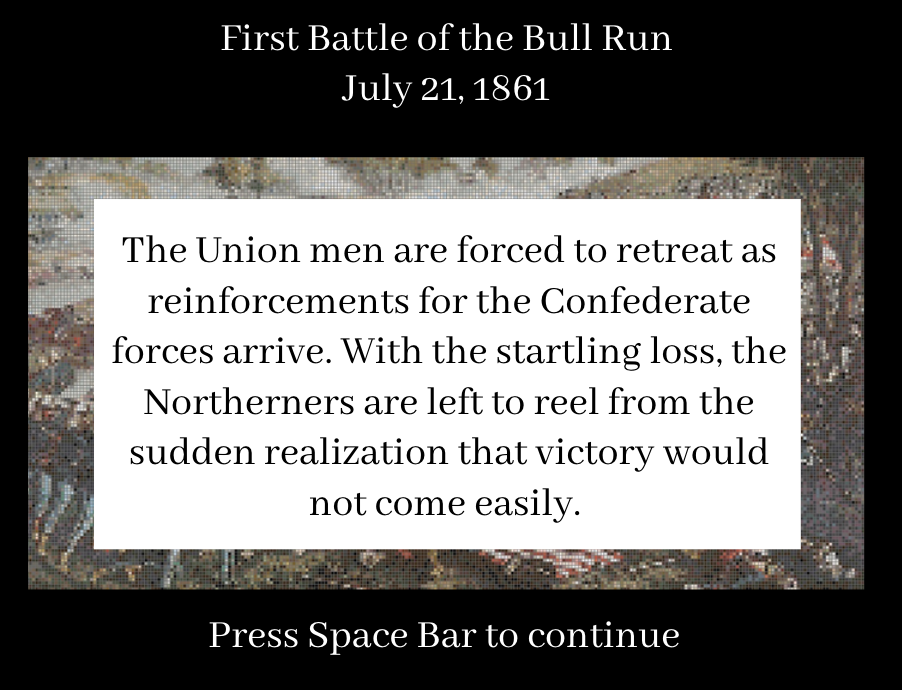 First Battle of the Bull Run
July 21, 1861
The Union men are forced to retreat as
reinforcements for the Confederate
forces arrive. With the startling loss, the
Northerners are left to reel from the
sudden realization that victory would
not come easily.
Press Space Bar to continue